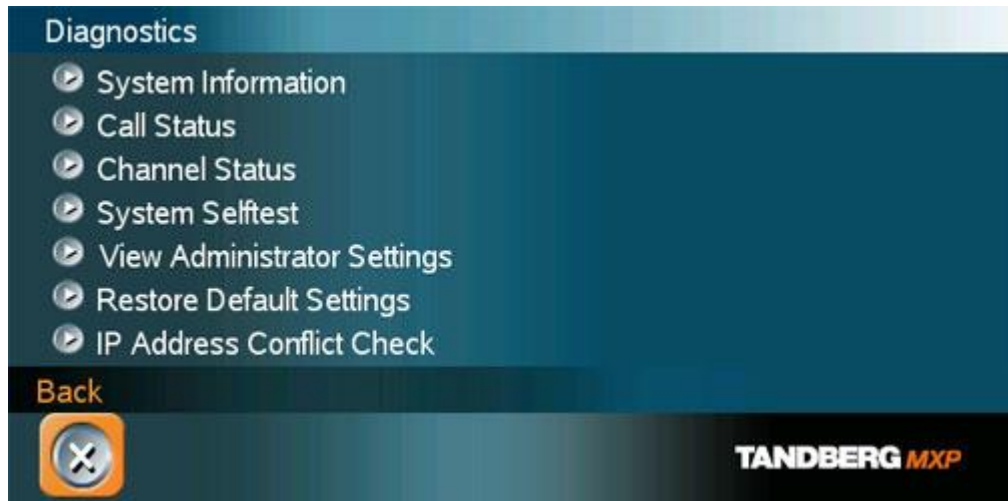 Diagnostics
System Information
Call Status
Channel Status
System Selftest
View Administrator Settings
Restore Default Settings
IP Address Conflict Check
Back
TANDBERG MXP